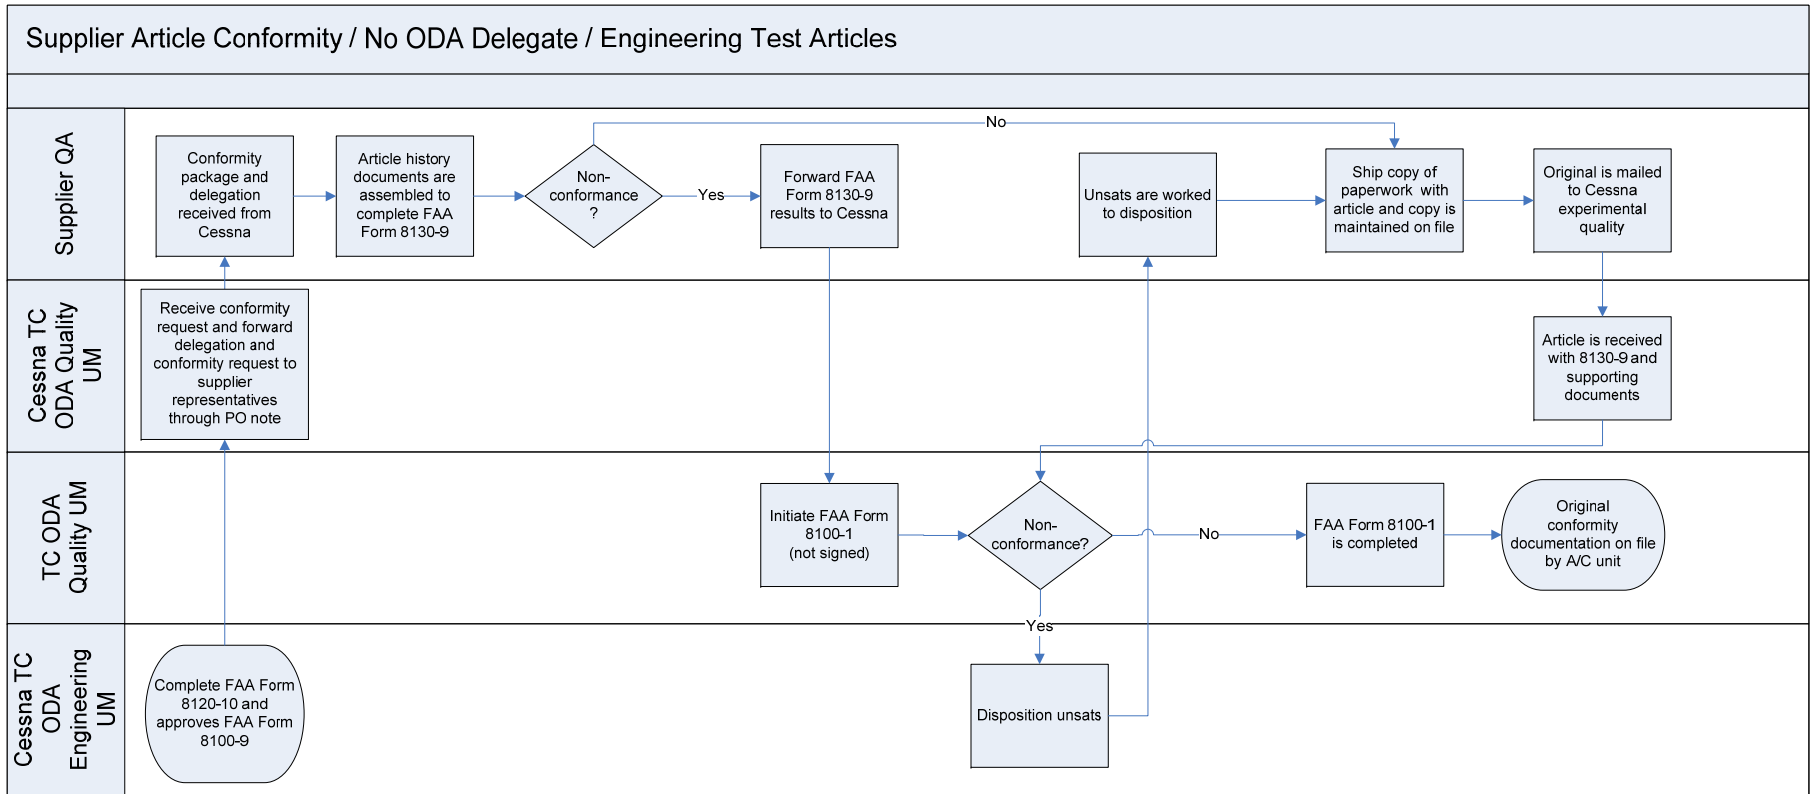 Supplier Article Conformity / No ODA Delegate / Engineering Test Articles
Supplier QA
Conformity
package and
delegation
received from
Cessna
Article history
documents are
assembled to
complete FAA
Form 8130-9
Non-
conformance
?
No
Yes
Forward FAA
Form 8130-9
results to Cessna
Unsats are worked
to disposition
Ship copy of
paperwork with
article and copy is
maintained on file
Original is mailed
to Cessna
experimental
quality
Cessna TC
ODA Quality
UM
Receive conformity
request and forward
delegation and
conformity request to
supplier
representatives
through PO note
Article is received
with 8130-9 and
supporting
documents
TC ODA
Quality UM
Initiate FAA Form
8100-1
(not signed)
Non-
conformance?
No
FAA Form 8100-1
is completed
Original
conformity
documentation on file
by A/C unit
Yes
Cessna TC
ODA
Engineering
UM
Complete FAA Form
8120-10 and
approves FAA Form
8100-9
Disposition unsats